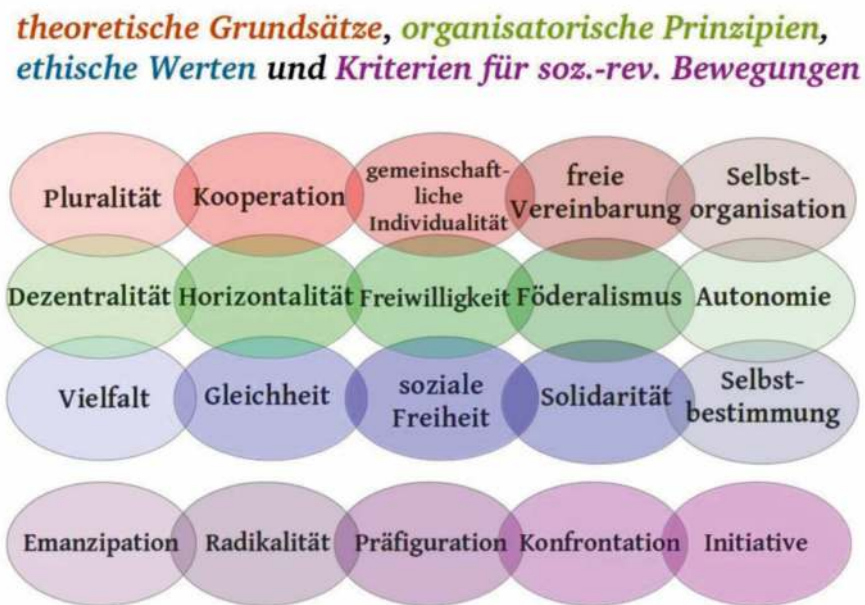 theoretische Grundsätze, organisatorische Prinzipien,
ethische Werten und Kriterien für soz.-rev. Bewegungen
Pluralität
Kooperation
gemeinschaft-
liche
Individualität
freie
Vereinbarung
Selbst-
organisation
Dezentralität
Horizontalität
Freiwilligkeit
Föderalismus
Autonomie
Vielfalt
Gleichheit
soziale
Freiheit
Solidarität
Selbst-
bestimmung
Emanzipation
Radikalität
Präfiguration
Konfrontation
Initiative